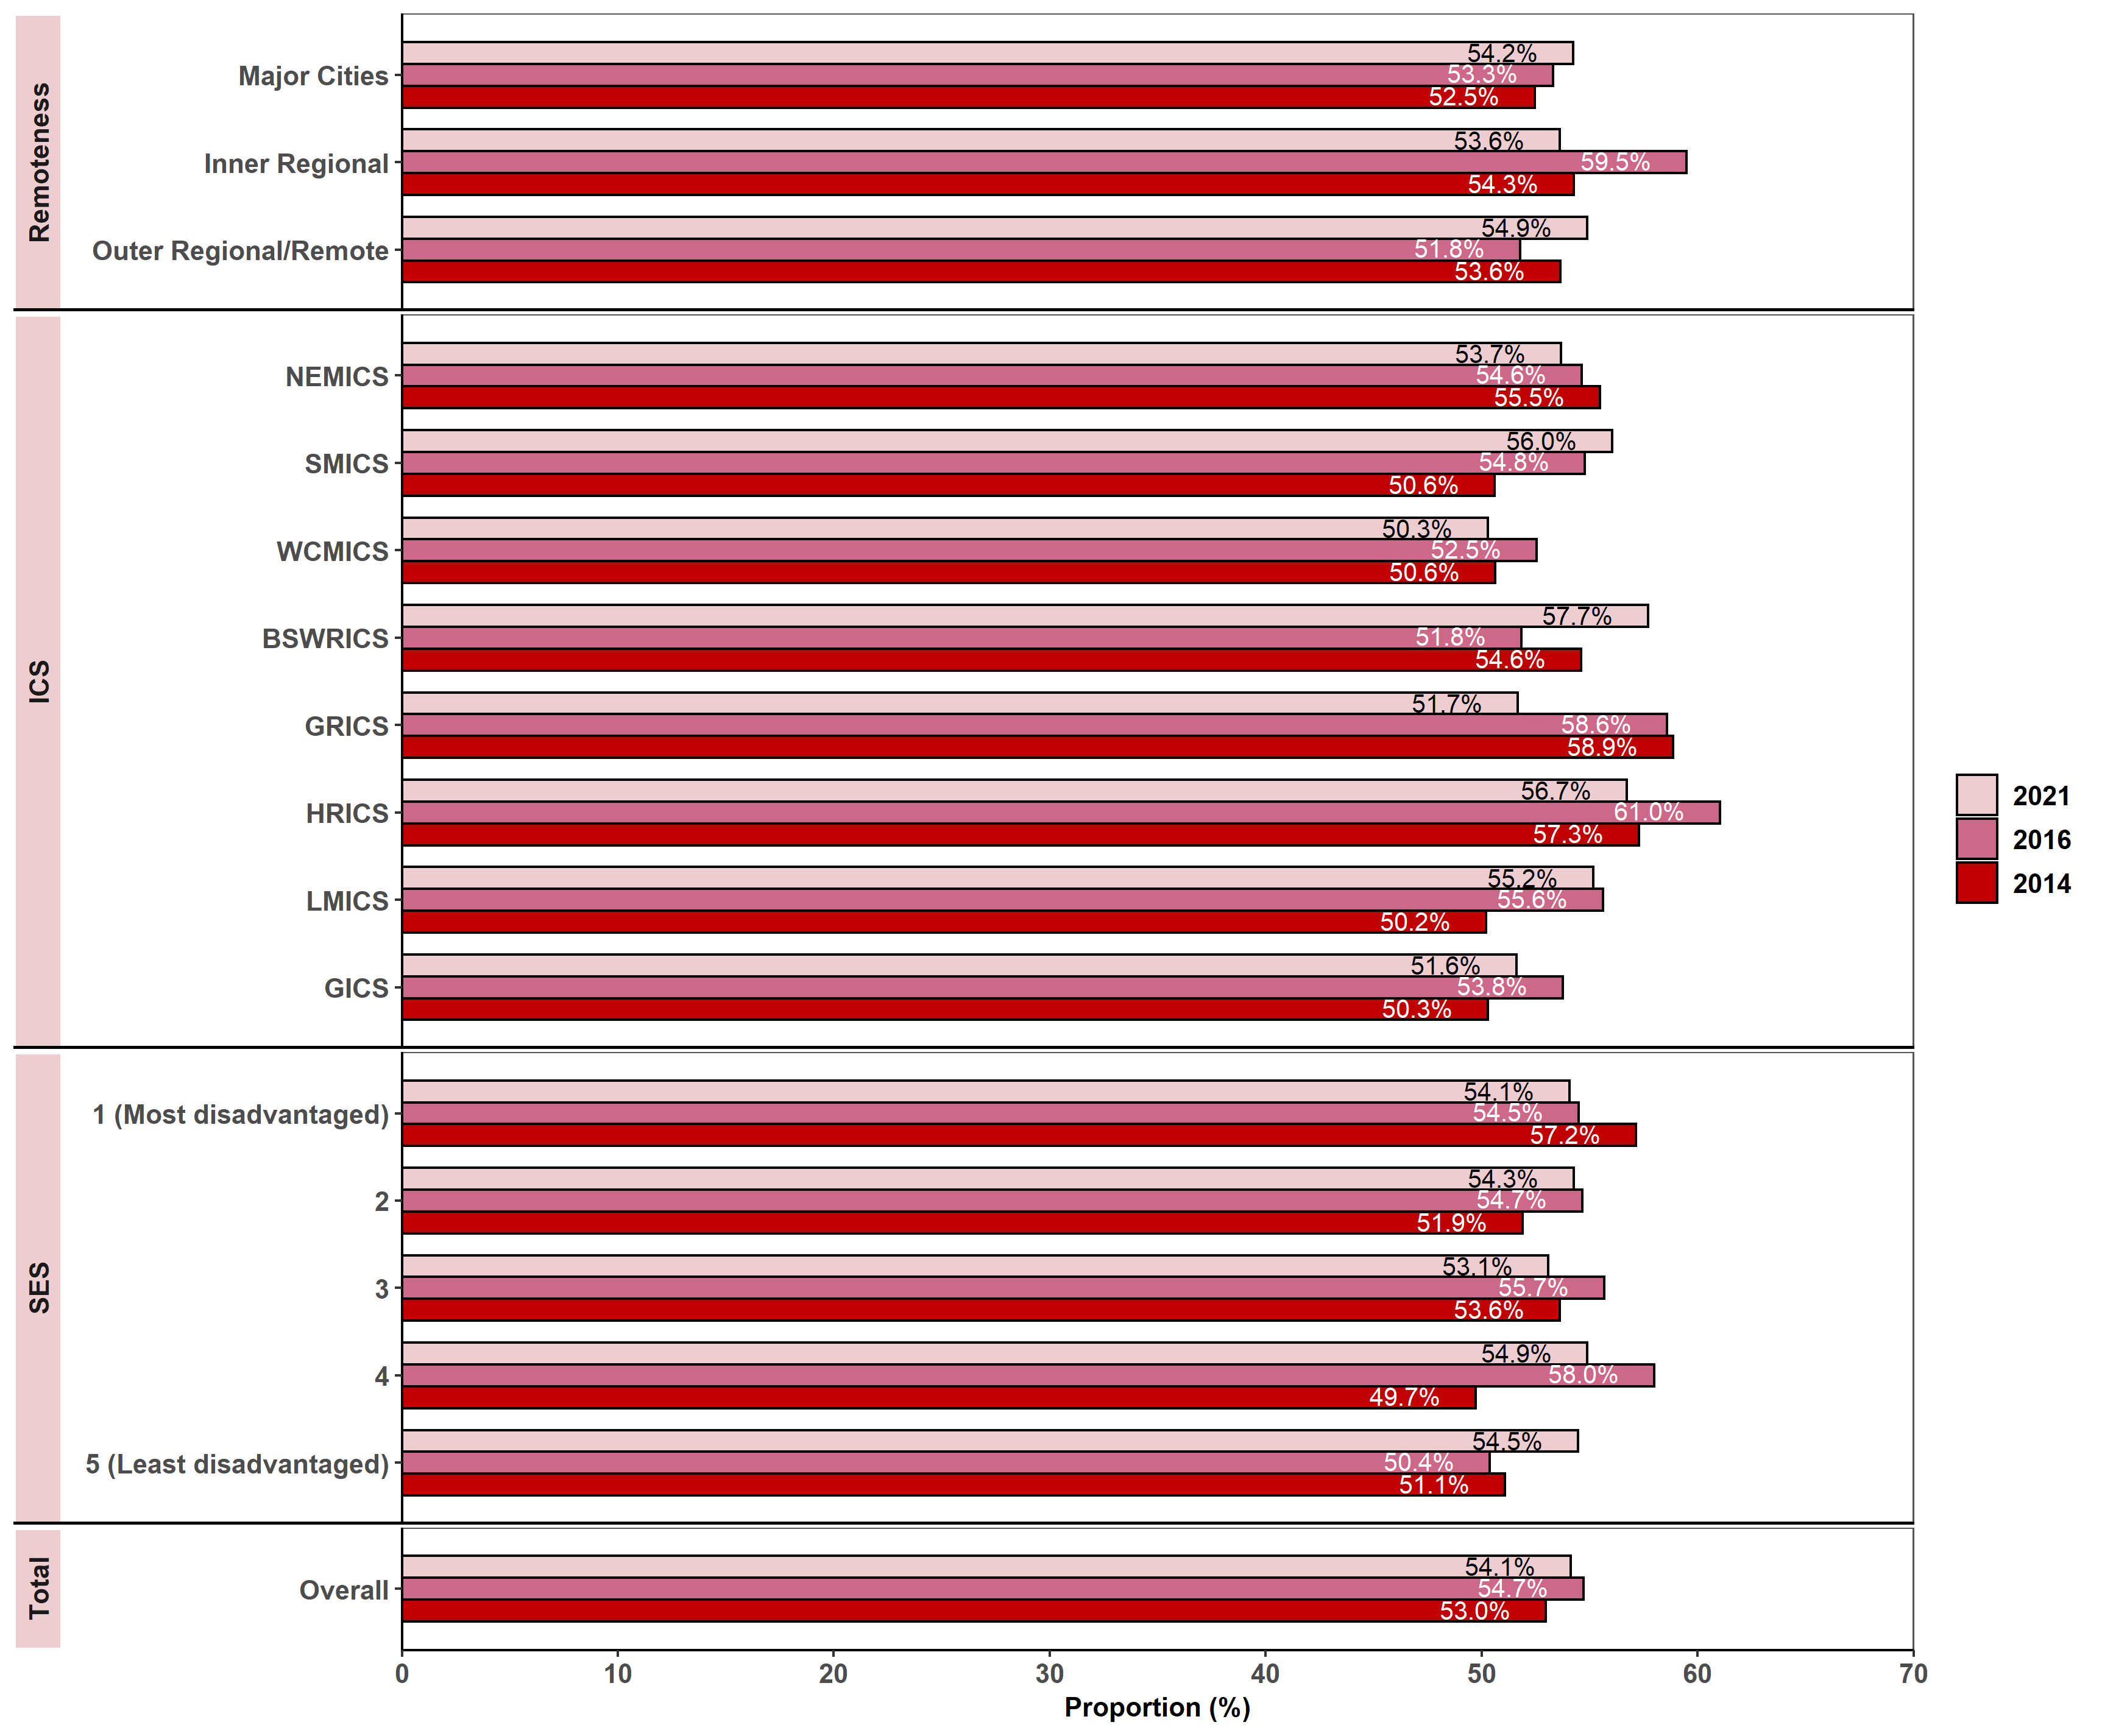 Remoteness
Major Cities
54.2%
53.3%
52.5%
Inner Regional
53.6%
59.5%
54.3%
Outer Regional/Remote
54.9%
51.8%
53.6%
ICS
NEMICS
53.7%
54.6%
55.5%
SMICS
56.0%
54.8%
50.6%
WCMICS
50.3%
52.5%
50.6%
BSWRICS
57.7%
51.8%
54.6%
GRICS
51.7%
58.6%
58.9%
HRICS
56.7%
61.0%
57.3%
LMICS
55.2%
55.6%
50.2%
GICS
51.6%
53.8%
50.3%
SES
1 (Most disadvantaged)
54.1%
54.5%
57.2%
2
54.3%
54.7%
51.9%
3
53.1%
55.7%
53.6%
4
54.9%
58.0%
49.7%
5 (Least disadvantaged)
54.5%
50.4%
51.1%
Total
Overall
54.1%
54.7%
53.0%
0 10 20 30 40 50 60 70
Proportion (%)
2021
2016
2014